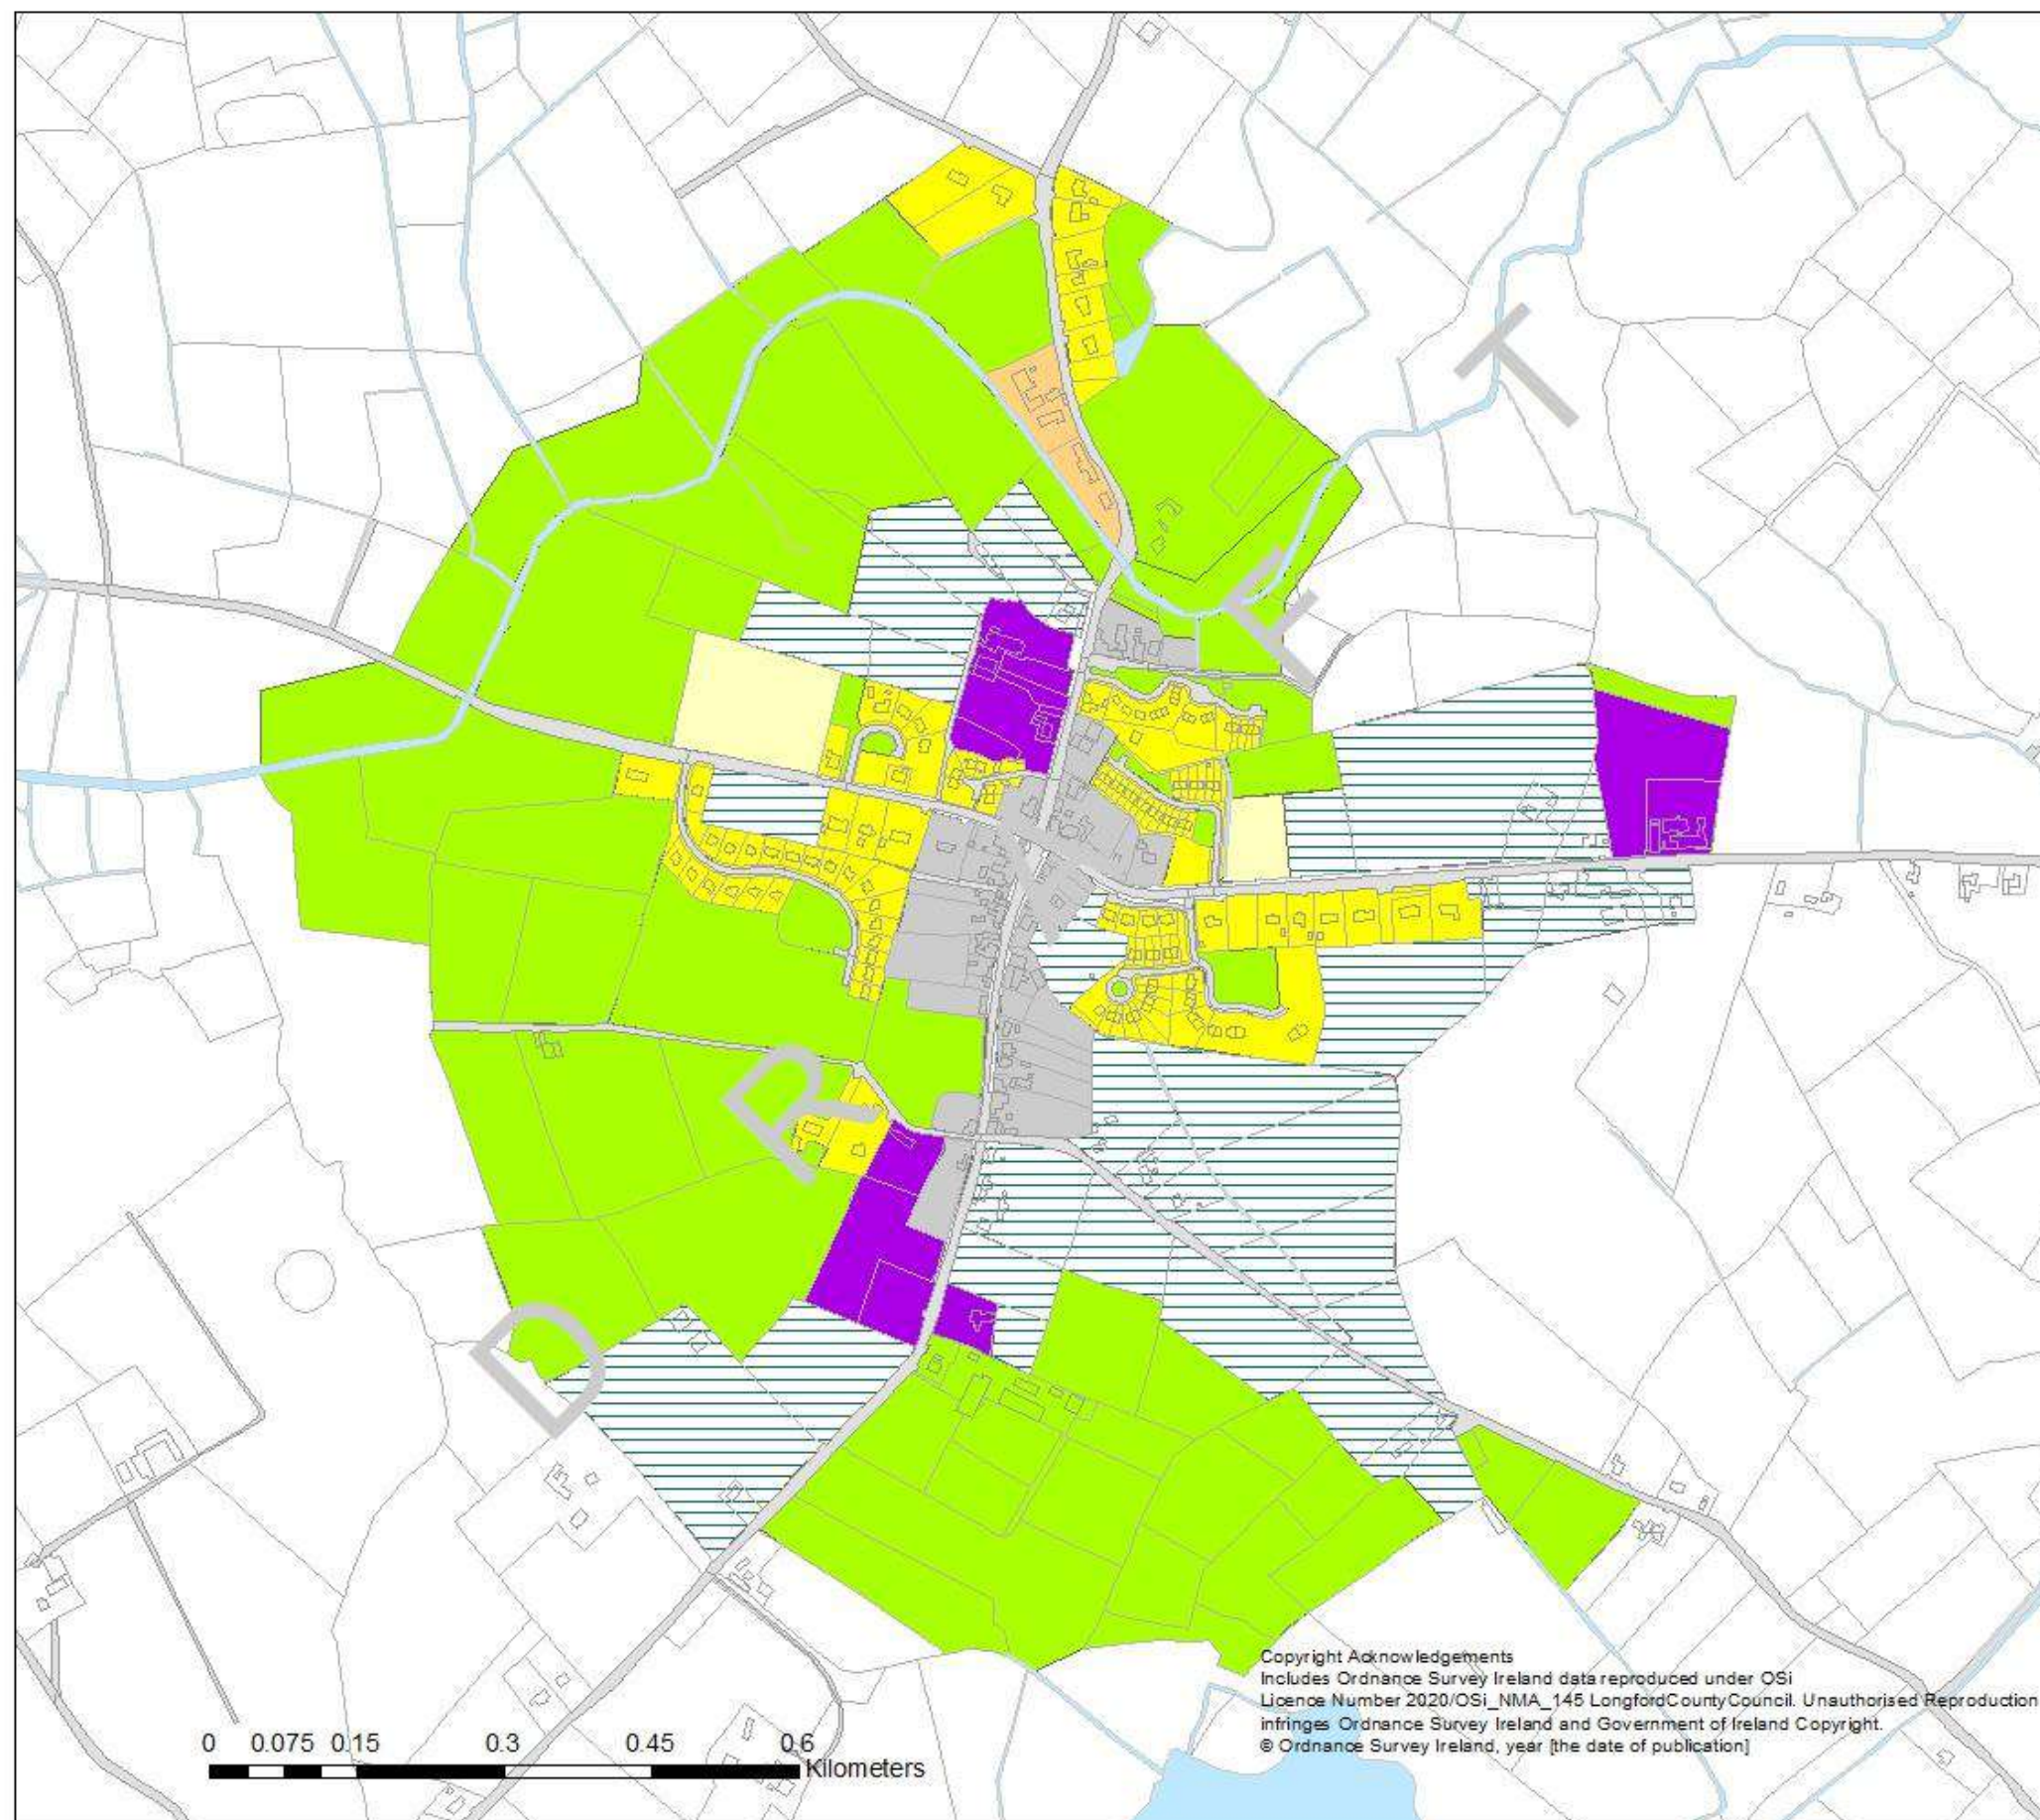 DRAFT
Copyright Acknowledgements
Includes Ordnance Survey Ireland data reproduced under OSi
Licence Number 2020/OSi_NMA_145 LongfordCountyCouncil. Unauthorised Reproduction
infringes Ordnance Survey Ireland and Government of Ireland Copyright.
© Ordnance Survey Ireland, year [the date of publication]
0 0.075 0.15 0.3 0.45 0.6
Kilometers